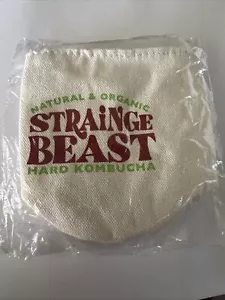 NATURAL & ORGANIC
STRAiNGE
BEAST
HARD KOMBUCHA